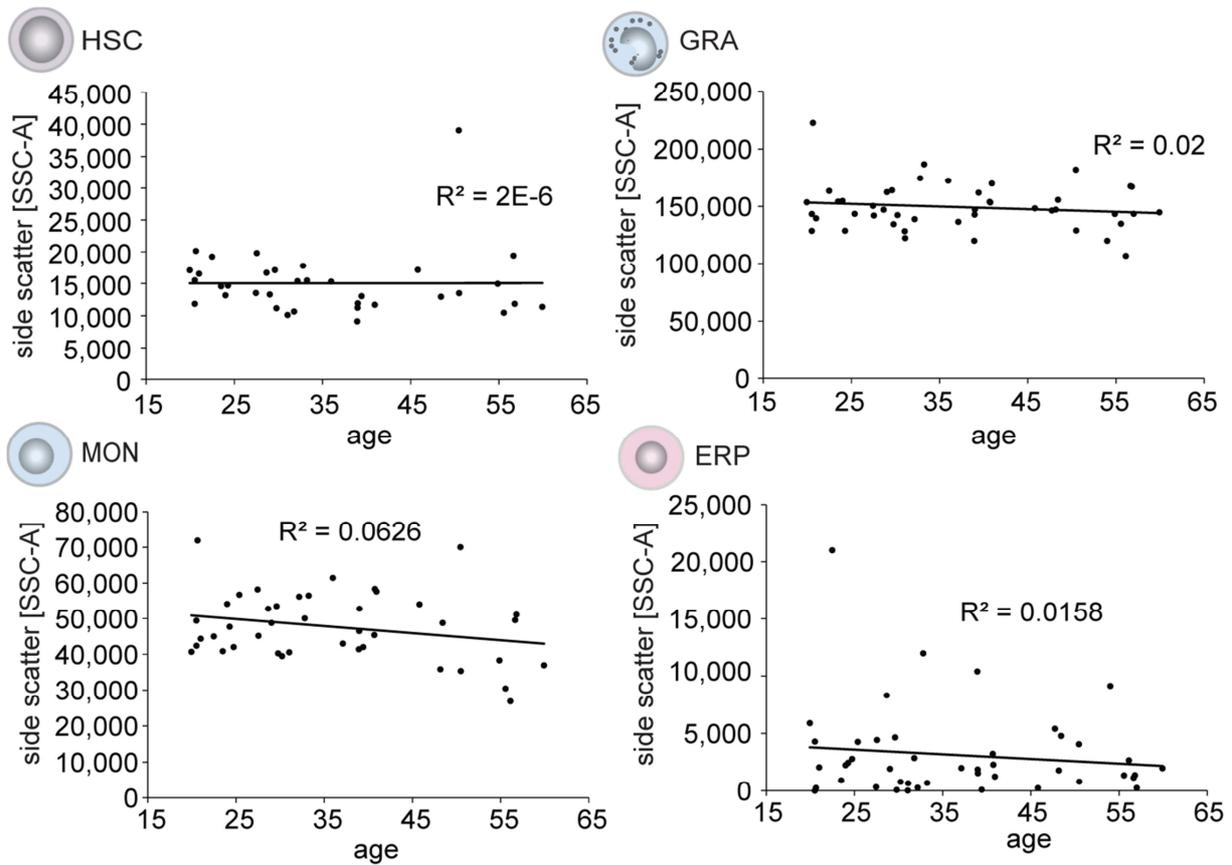 HSC
side scatter [SSC-A]
45,000
40,000
35,000
30,000
25,000
20,000
15,000
10,000
5,000
0
R² = 2E-6
15 25 35 45 55 65
age
GRA
side scatter [SSC-A]
250,000
200,000
150,000
100,000
50,000
0
R² = 0.02
15 25 35 45 55 65
age
MON
side scatter [SSC-A]
80,000
70,000
60,000
50,000
40,000
30,000
20,000
10,000
0
R² = 0.0626
15 25 35 45 55 65
age
ERP
side scatter [SSC-A]
25,000
20,000
15,000
10,000
5,000
0
R² = 0.0158
15 25 35 45 55 65
age